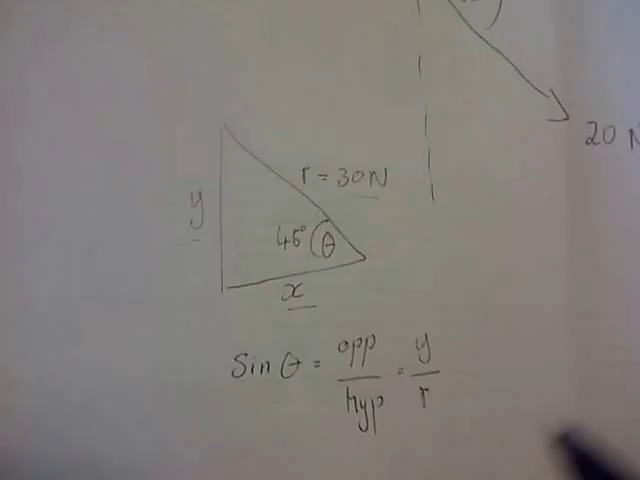 20 N
r = 30N
y
45° θ
x
Sin θ = opp/hyp = y/r